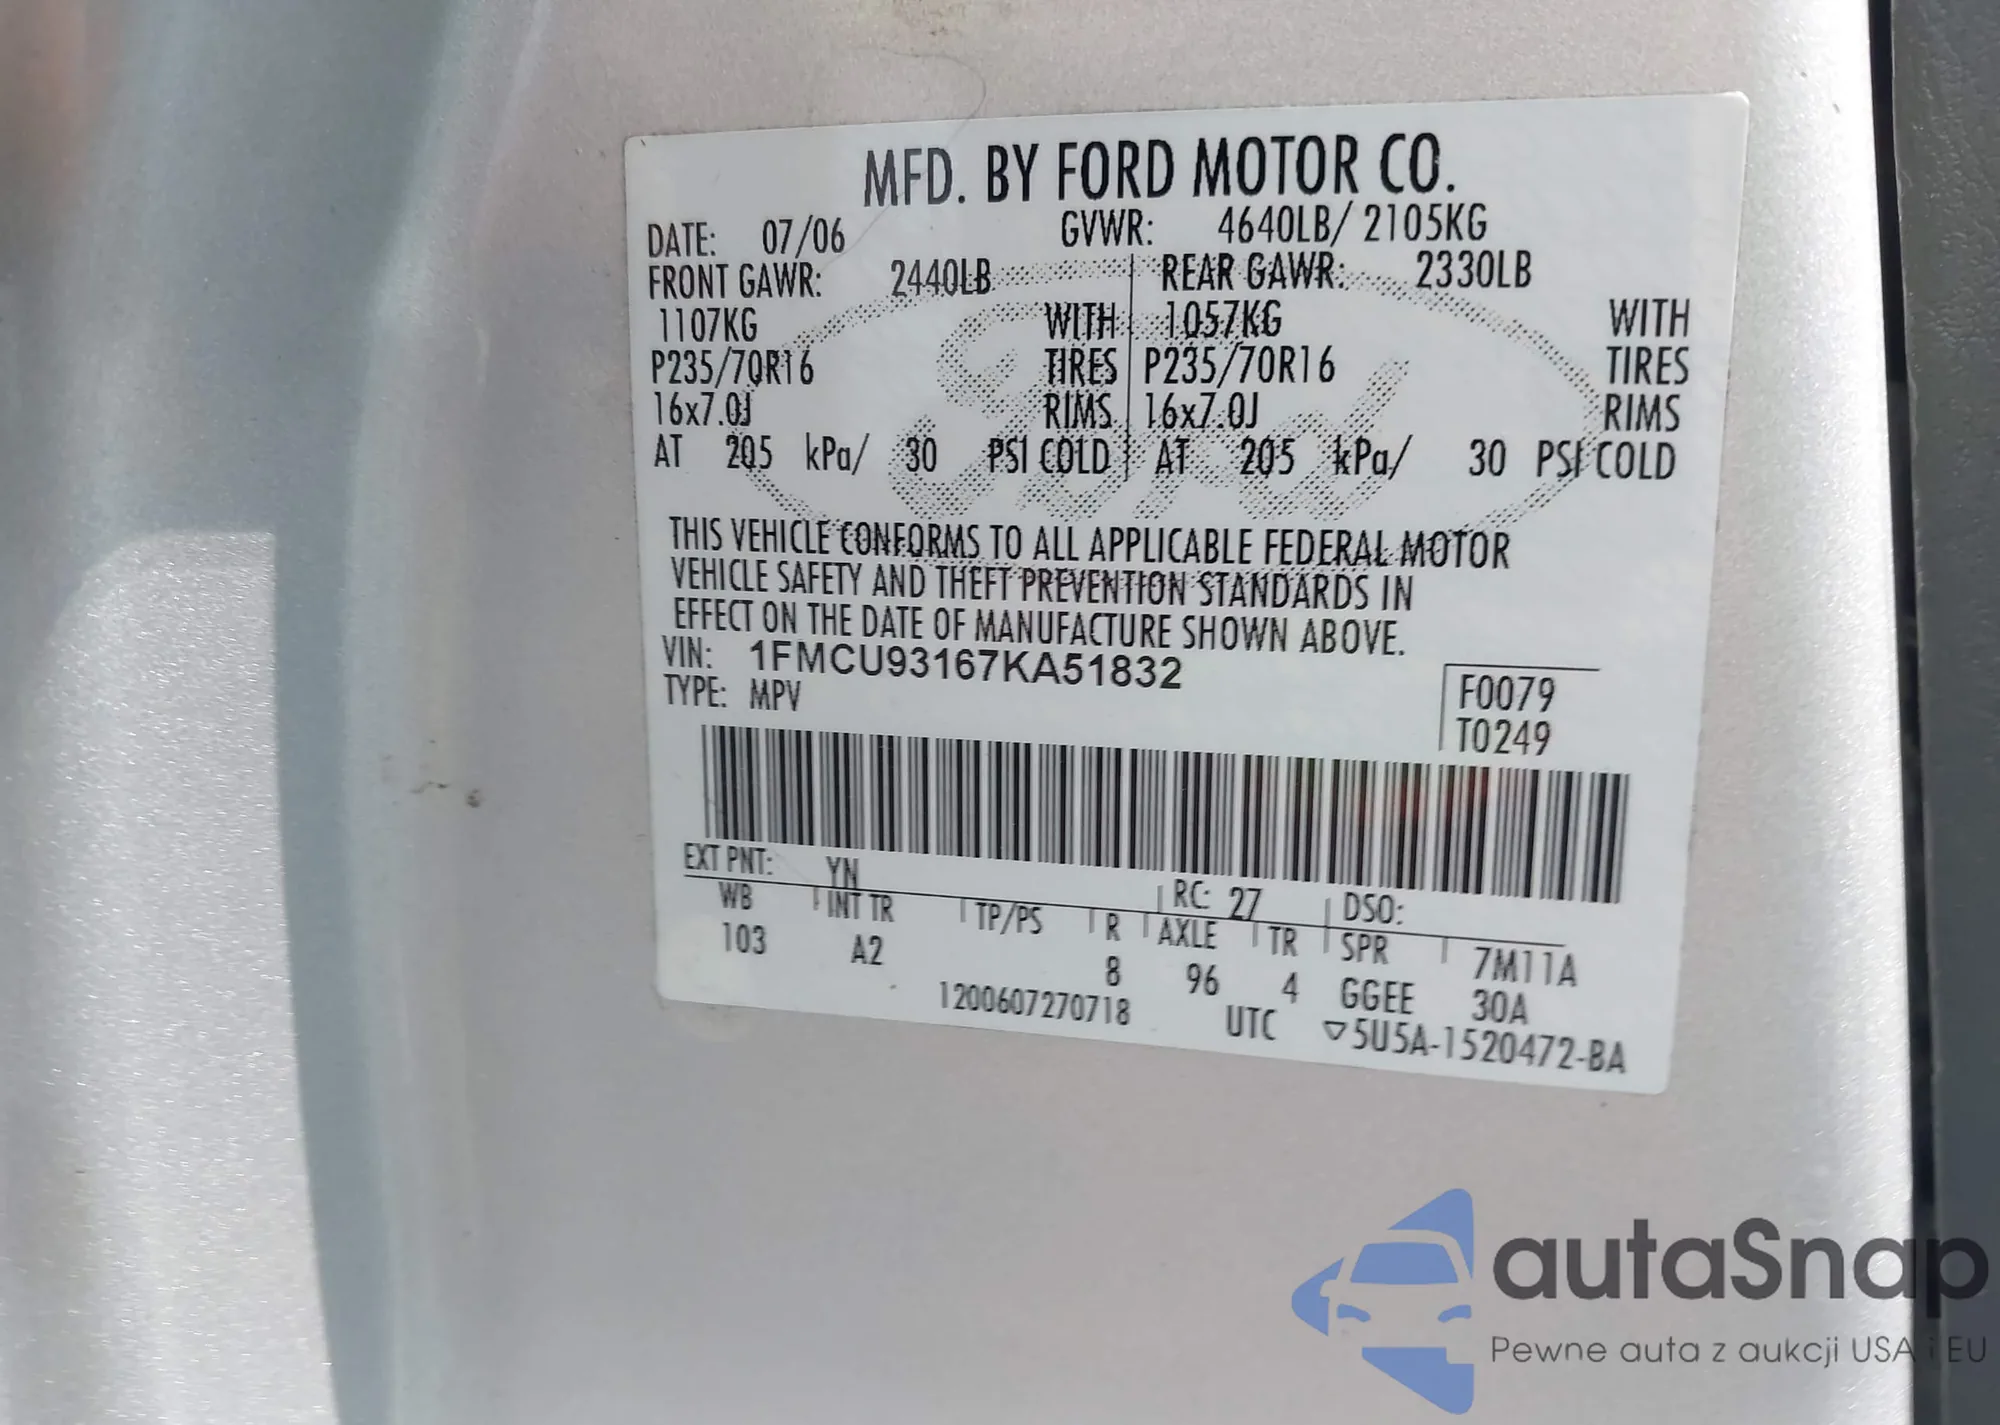 MFD. BY FORD MOTOR CO.
DATE: 07/06 GVWR: 4640LB/ 2105KG
FRONT GAWR: 2440LB REAR GAWR: 2330LB
1107KG WITH 1057KG WITH
P235/70R16 TIRES P235/70R16 TIRES
16x7.0J RIMS 16x7.0J RIMS
AT 205 kPa/ 30 PSI COLD AT 205 kPa/ 30 PSI COLD
Ford
THIS VEHICLE CONFORMS TO ALL APPLICABLE FEDERAL MOTOR
VEHICLE SAFETY AND THEFT PREVENTION STANDARDS IN
EFFECT ON THE DATE OF MANUFACTURE SHOWN ABOVE.
VIN: 1FMCU93167KA51832
TYPE: MPV
F0079
T0249
EXT PNT: YN RC: 27 DSO:
WB INT TR TP/PS R AXLE TR SPR 7M11A
103 A2 8 96 4 GGEE 30A
1200607270718 UTC ▽5U5A-1520472-BA
autaSnap
Pewne auta z aukcji USA i EU